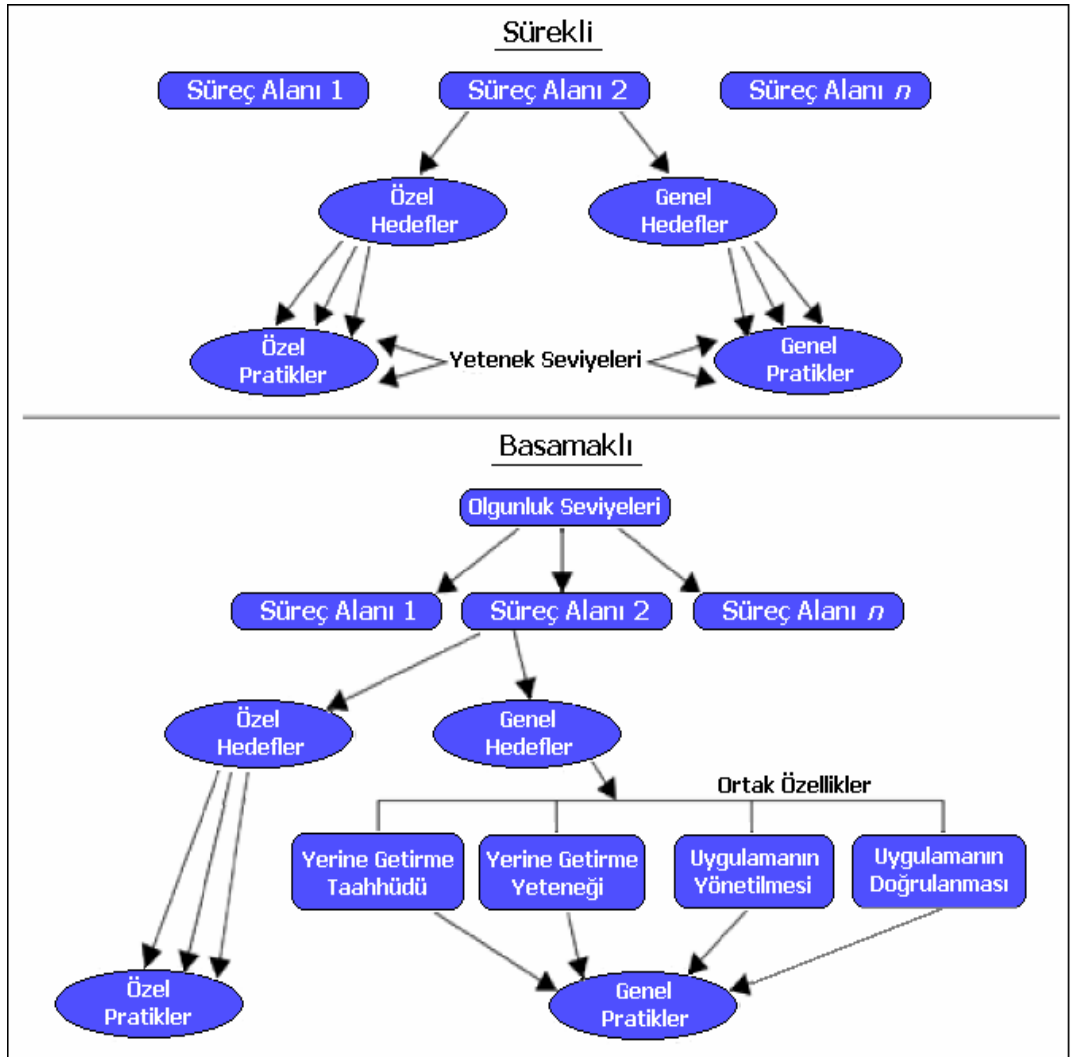 Sürekli
Süreç Alanı 1
Süreç Alanı 2
Süreç Alanı n
Özel
Hedefler
Genel
Hedefler
Özel
Pratikler
Yetenek Seviyeleri
Genel
Pratikler
Basamaklı
Olgunluk Seviyeleri
Süreç Alanı 1
Süreç Alanı 2
Süreç Alanı n
Özel
Hedefler
Genel
Hedefler
Ortak Özellikler
Yerine Getirme
Taahhüdü
Yerine Getirme
Yeteneği
Uygulamanın
Yönetilmesi
Uygulamanın
Doğrulanması
Özel
Pratikler
Genel
Pratikler